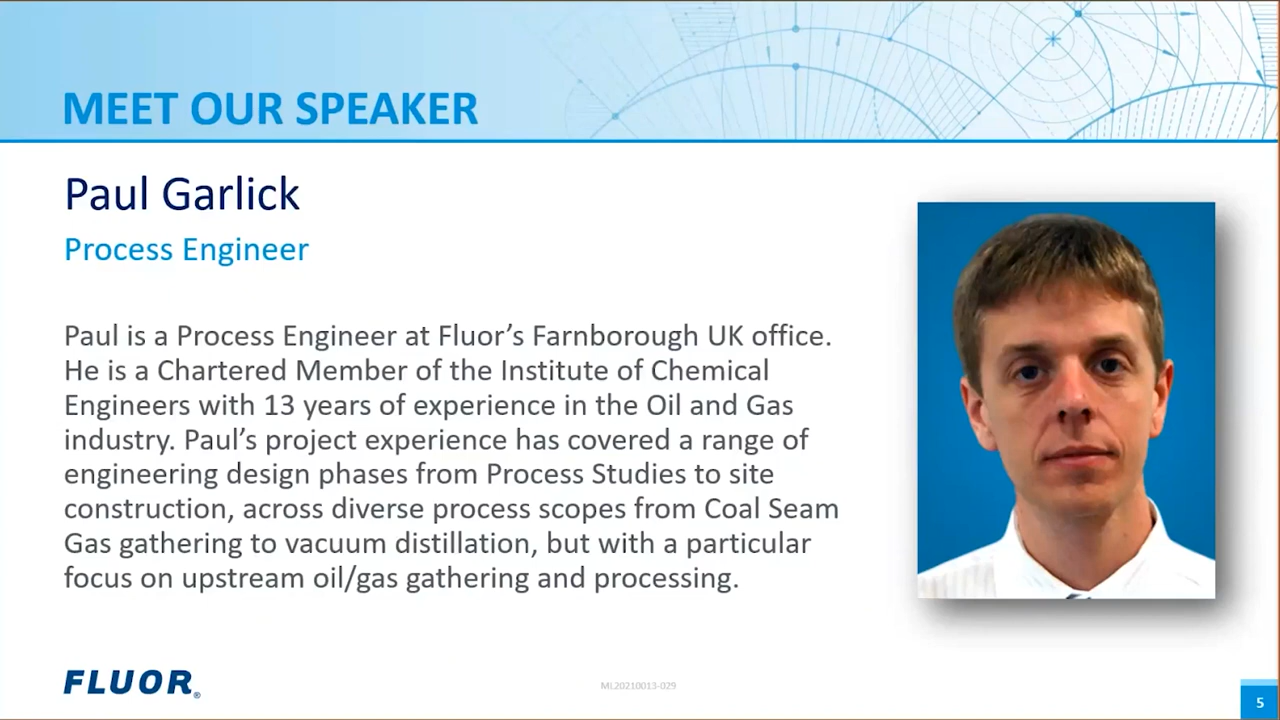 MEET OUR SPEAKER
Paul Garlick
Process Engineer
Paul is a Process Engineer at Fluor’s Farnborough UK office.
He is a Chartered Member of the Institute of Chemical
Engineers with 13 years of experience in the Oil and Gas
industry. Paul’s project experience has covered a range of
engineering design phases from Process Studies to site
construction, across diverse process scopes from Coal Seam
Gas gathering to vacuum distillation, but with a particular
focus on upstream oil/gas gathering and processing.
FLUOR®
ML20210013-029
5